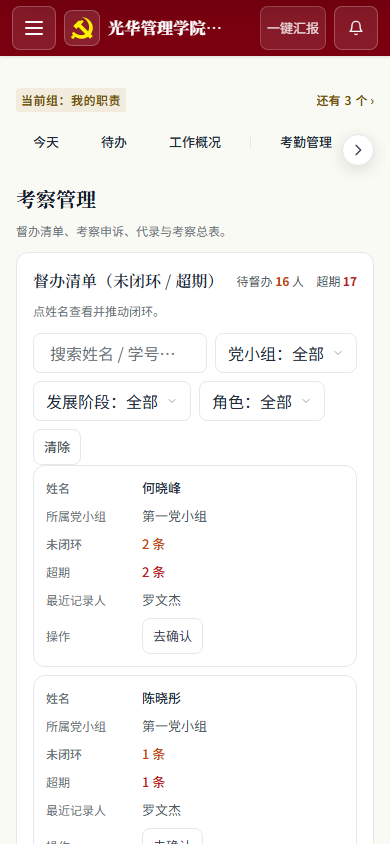 光华管理学院…
一键汇报
当前组：我的职责
还有 3 个 ›
今天 待办 工作概况 考勤管理
考察管理
督办清单、考察申诉、代录与考察总表。
督办清单（未闭环 / 超期） 待督办 16 人 超期 17
点姓名查看并推动闭环。
搜索姓名 / 学号… 党小组：全部
发展阶段：全部 角色：全部
清除
姓名 何晓峰
所属党小组 第一党小组
未闭环 2 条
超期 2 条
最近记录人 罗文杰
操作 去确认
姓名 陈晓彤
所属党小组 第一党小组
未闭环 1 条
超期 1 条
最近记录人 罗文杰
操作 去确认